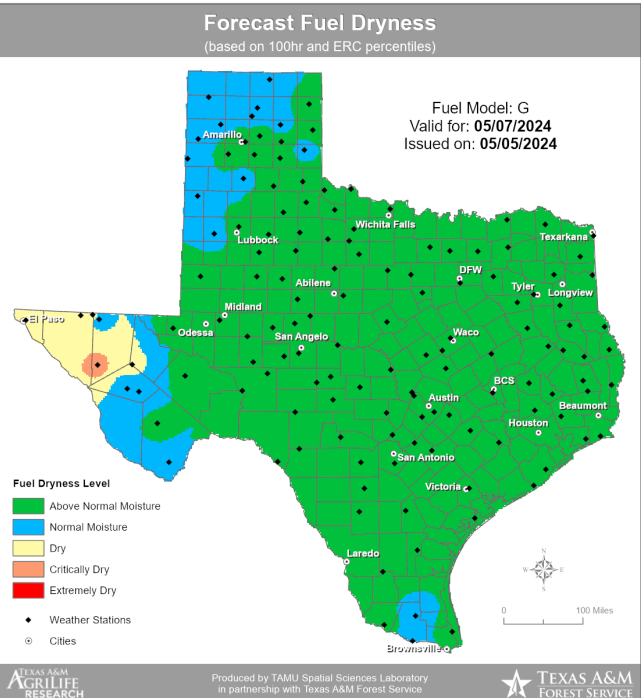 Forecast Fuel Dryness
(based on 100hr and ERC percentiles)
Fuel Model: G
Valid for: 05/07/2024
Issued on: 05/05/2024
Amarillo
Wichita Falls
Texarkana
Lubbock
DFW
Abilene
Tyler
Longview
Midland
El Paso
Odessa
San Angelo
Waco
BCS
Austin
Beaumont
Houston
San Antonio
Victoria
Laredo
Brownsville
Fuel Dryness Level
Above Normal Moisture
Normal Moisture
Dry
Critically Dry
Extremely Dry
Weather Stations
Cities
N
W
E
S
0 100 Miles
TEXAS A&M
AGRILIFE
RESEARCH
Produced by TAMU Spatial Sciences Laboratory
in partnership with Texas A&M Forest Service
TEXAS A&M
FOREST SERVICE